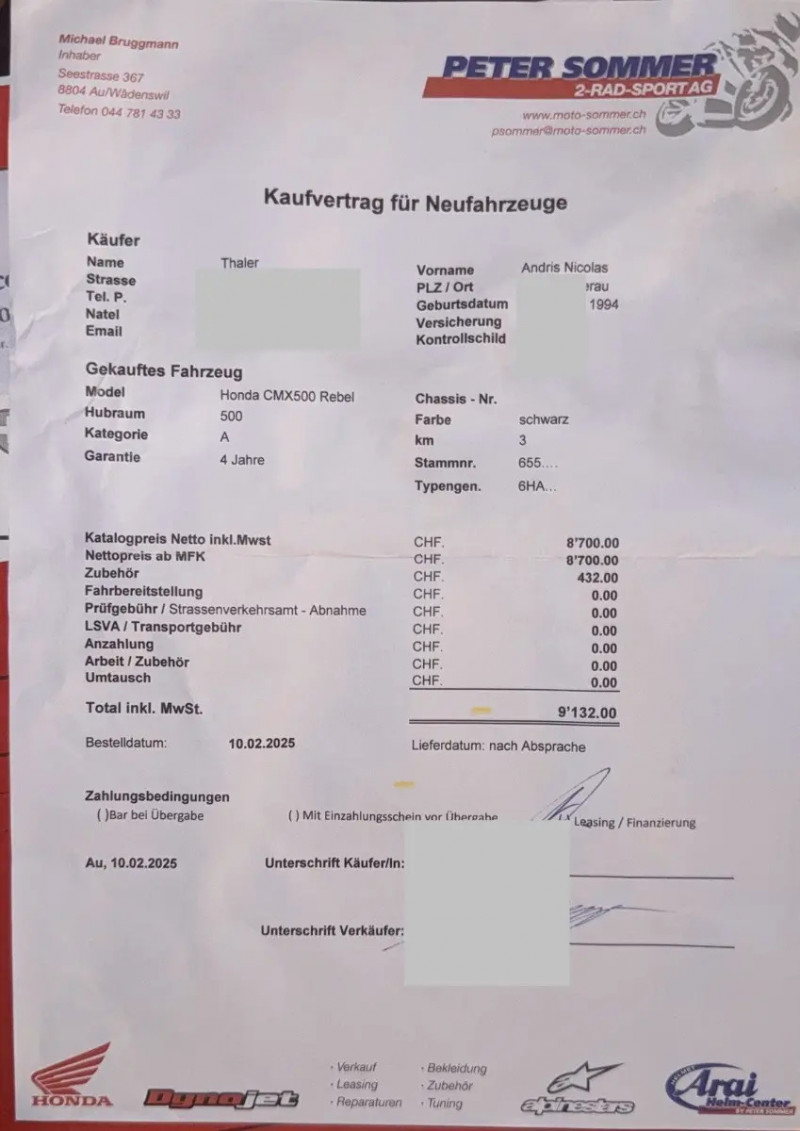 Michael Bruggmann
Inhaber
Seestrasse 367
8804 Au/Wädenswil
Telefon 044 781 43 33
PETER SOMMER
2-RAD-SPORT AG
www.moto-sommer.ch
psommer@moto-sommer.ch
Kaufvertrag für Neufahrzeuge
Käufer
Name Thaler Vorname Andris Nicolas
Strasse PLZ / Ort erau
Tel. P. Geburtsdatum 1994
Natel Versicherung
Email Kontrollschild
Gekauftes Fahrzeug
Model Honda CMX500 Rebel Chassis - Nr.
Hubraum 500 Farbe schwarz
Kategorie A km 3
Garantie 4 Jahre Stammnr. 655....
Typengen. 6HA...
Katalogpreis Netto inkl.Mwst CHF. 8'700.00
Nettopreis ab MFK CHF. 8'700.00
Zubehör CHF. 432.00
Fahrbereitstellung CHF. 0.00
Prüfgebühr / Strassenverkehrsamt - Abnahme CHF. 0.00
LSVA / Transportgebühr CHF. 0.00
Anzahlung CHF. 0.00
Arbeit / Zubehör CHF. 0.00
Umtausch CHF. 0.00
Total inkl. MwSt. 9'132.00
Bestelldatum: 10.02.2025 Lieferdatum: nach Absprache
Zahlungsbedingungen
( )Bar bei Übergabe ( ) Mit Einzahlungsschein vor Übergabe Leasing / Finanzierung
Au, 10.02.2025 Unterschrift Käufer/In:
Unterschrift Verkäufer:
HONDA
Dynojet
· Verkauf · Bekleidung
· Leasing · Zubehör
· Reparaturen · Tuning
alpinestars
Arai
Helm-Center
BY PETER SOMMER